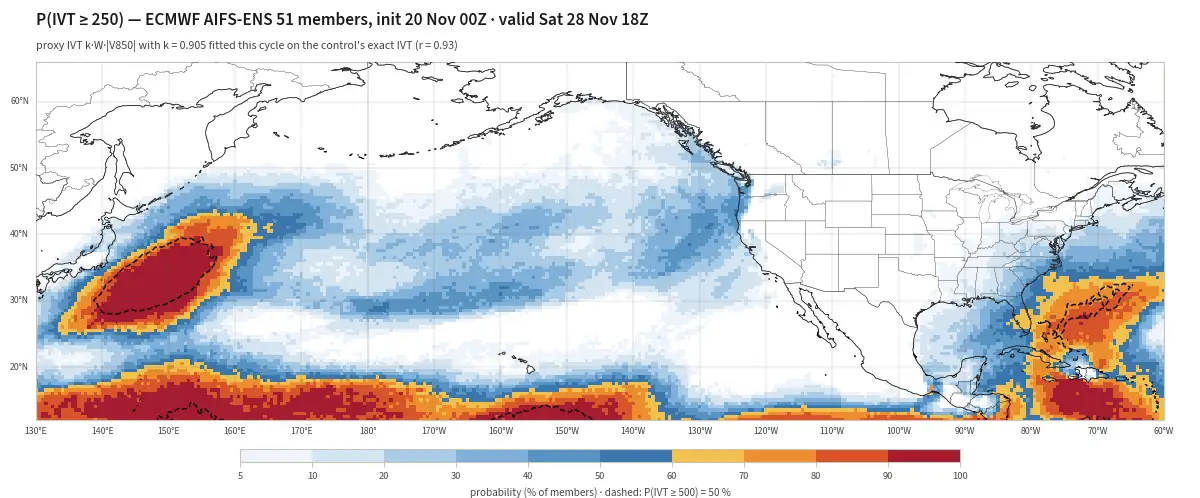 P(IVT ≥ 250) — ECMWF AIFS-ENS 51 members, init 20 Nov 00Z · valid Sat 28 Nov 18Z
proxy IVT k·W·|V850| with k = 0.905 fitted this cycle on the control's exact IVT (r = 0.93)
60°N
50°N
40°N
30°N
20°N
130°E 140°E 150°E 160°E 170°E 180° 170°W 160°W 150°W 140°W 130°W 120°W 110°W 100°W 90°W 80°W 70°W 60°W
5 10 20 30 40 50 60 70 80 90 100
probability (% of members) · dashed: P(IVT ≥ 500) = 50 %